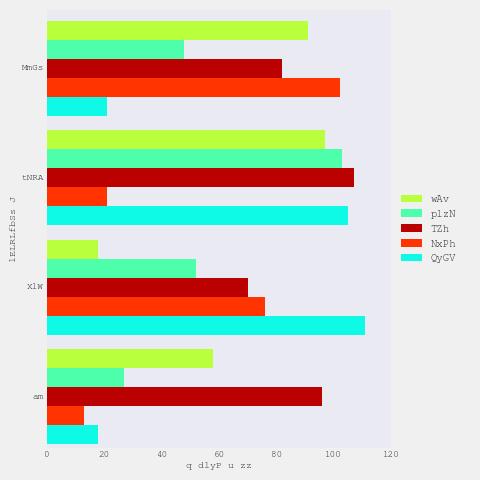 MmGs
tNRA
xlW
am
lELRLfbSs J
0
20
40
60
80
100
120
q dlyP u zz
wAv
plzN
TZh
NxPh
QyGV